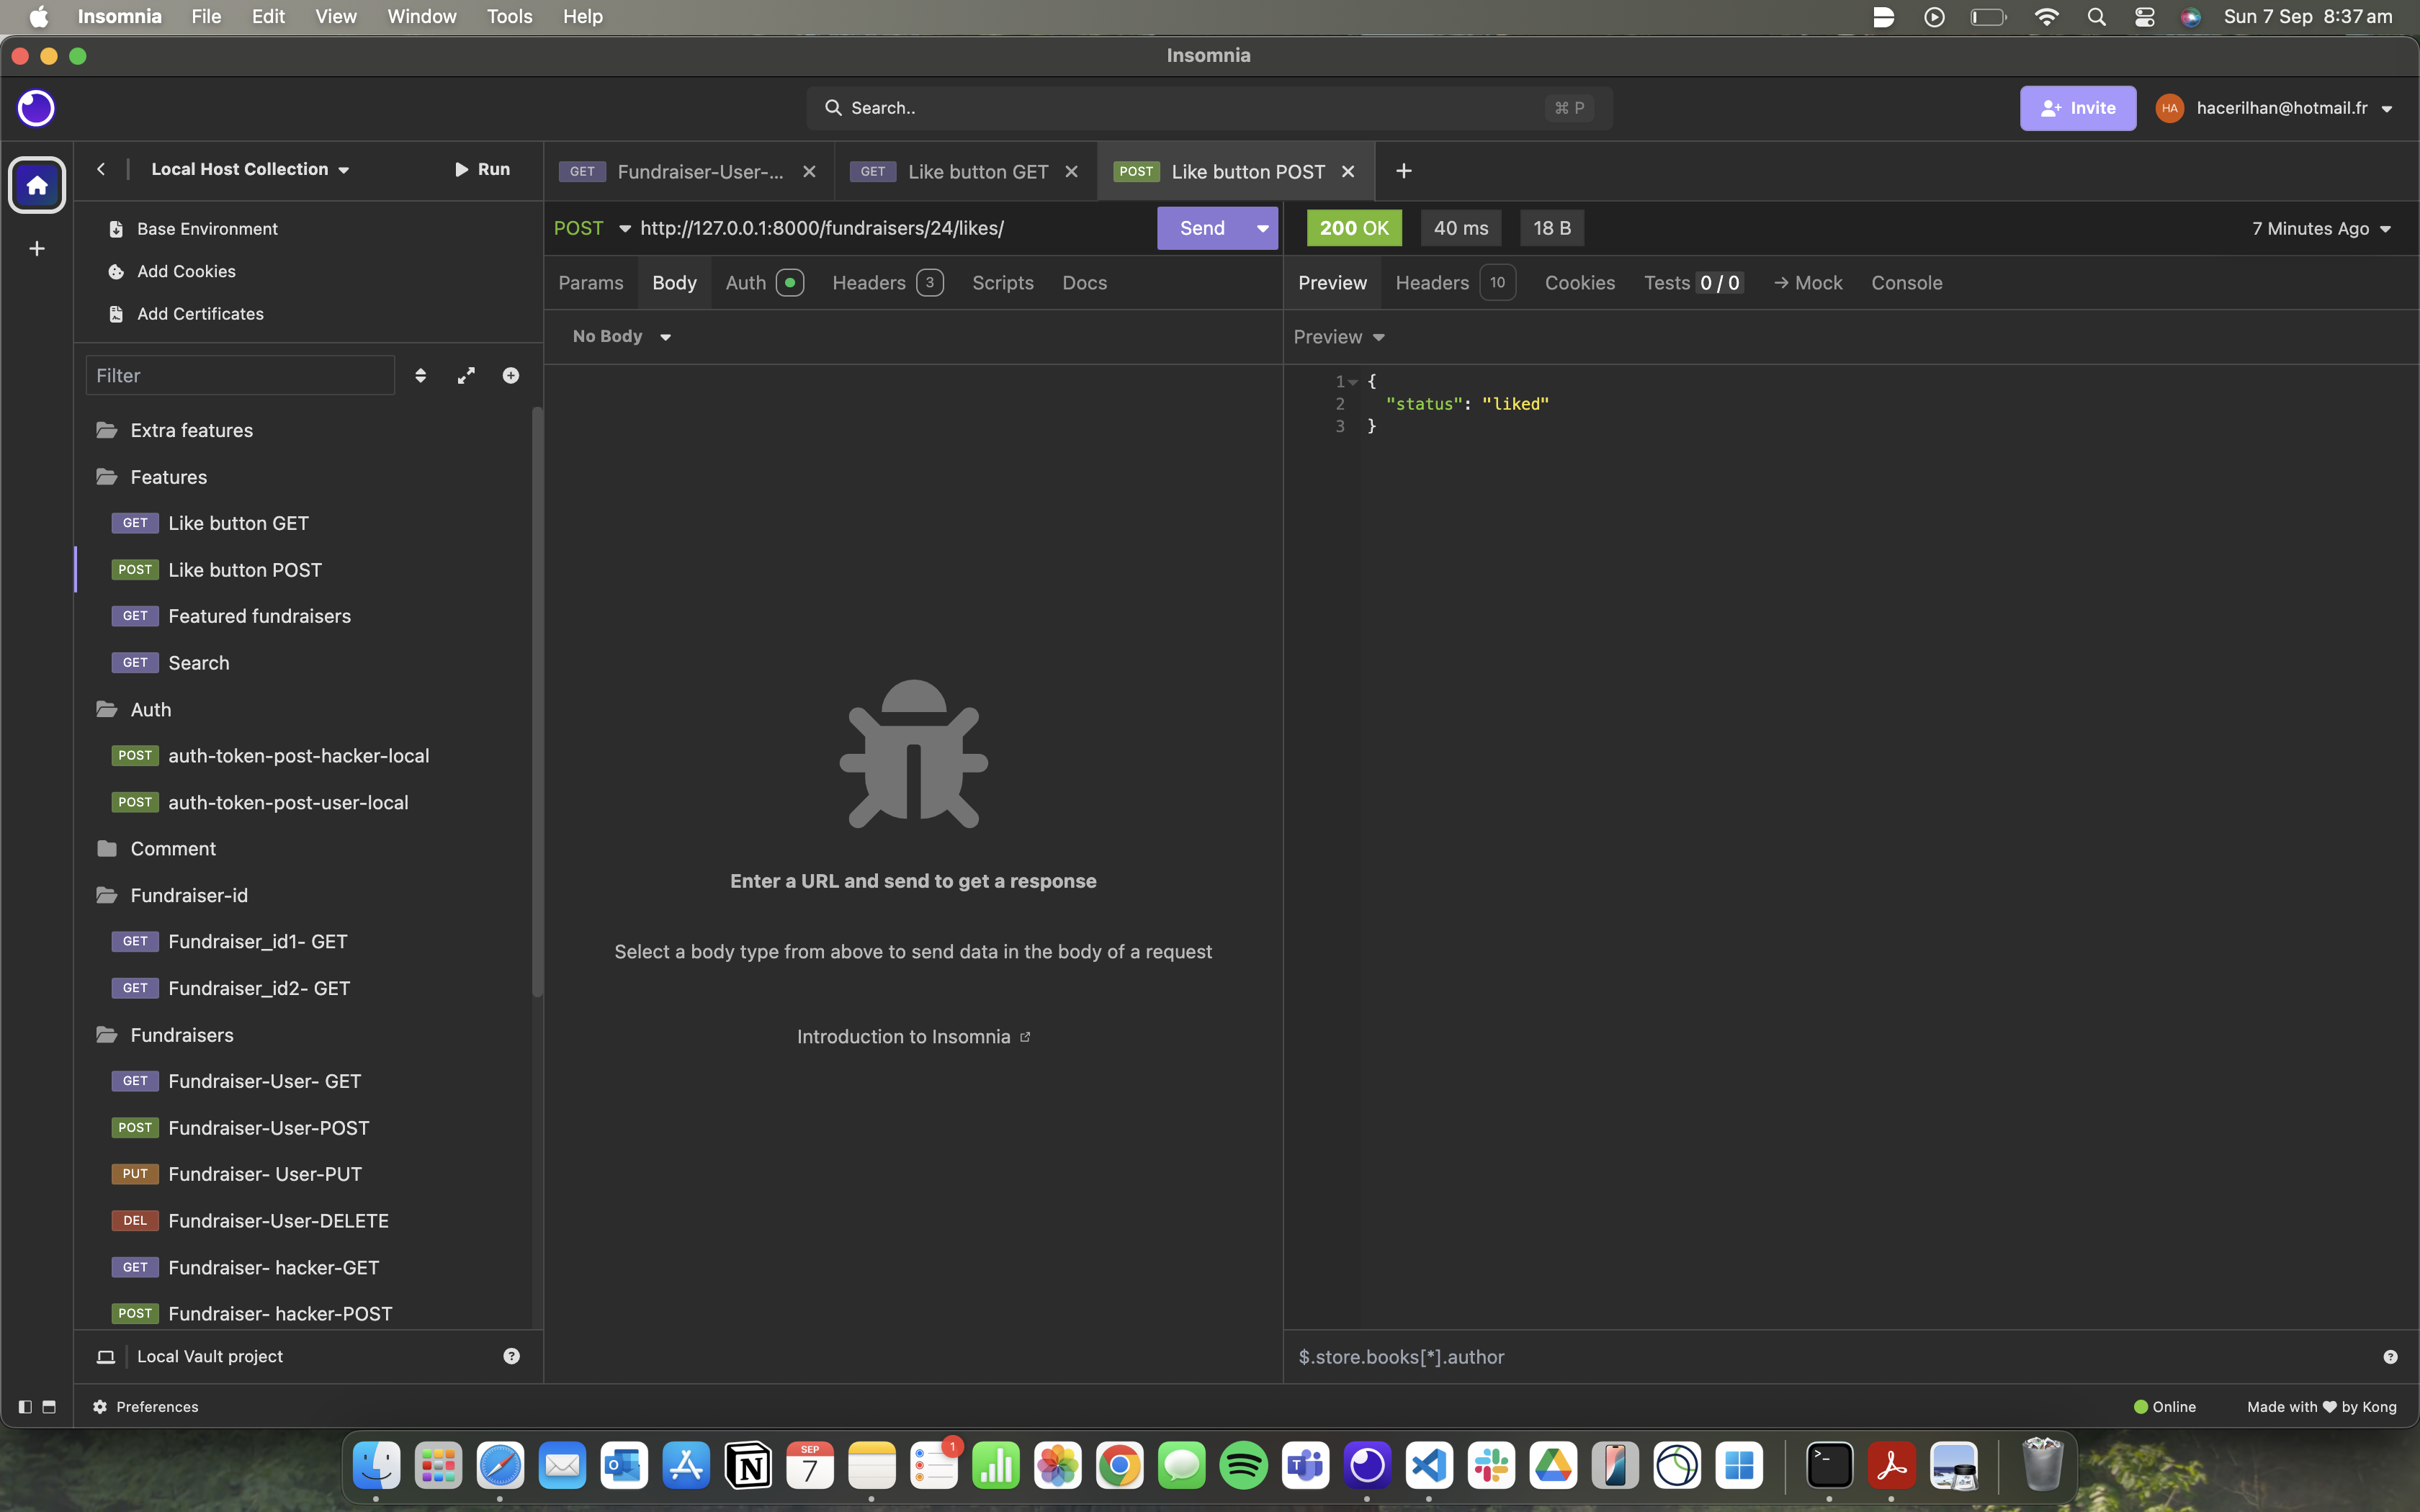 Insomnia File Edit View Window Tools Help Sun 7 Sep 8:37 am
Insomnia
Search.. ⌘ P Invite HA hacerilhan@hotmail.fr
Local Host Collection Run
GET Fundraiser-User-... GET Like button GET POST Like button POST
Base Environment
Add Cookies
Add Certificates
POST http://127.0.0.1:8000/fundraisers/24/likes/ Send 200 OK 40 ms 18 B 7 Minutes Ago
Params Body Auth Headers 3 Scripts Docs
Preview Headers 10 Cookies Tests 0 / 0 → Mock Console
No Body
Preview
Filter
Extra features
Features
GET Like button GET
POST Like button POST
GET Featured fundraisers
GET Search
Auth
POST auth-token-post-hacker-local
POST auth-token-post-user-local
Comment
Fundraiser-id
GET Fundraiser_id1- GET
GET Fundraiser_id2- GET
Fundraisers
GET Fundraiser-User- GET
POST Fundraiser-User-POST
PUT Fundraiser- User-PUT
DEL Fundraiser-User-DELETE
GET Fundraiser- hacker-GET
POST Fundraiser- hacker-POST
Enter a URL and send to get a response
Select a body type from above to send data in the body of a request
Introduction to Insomnia
1 {
2 "status": "liked"
3 }
Local Vault project
$.store.books[*].author
Preferences
Online Made with ♥ by Kong
SEP
7
1